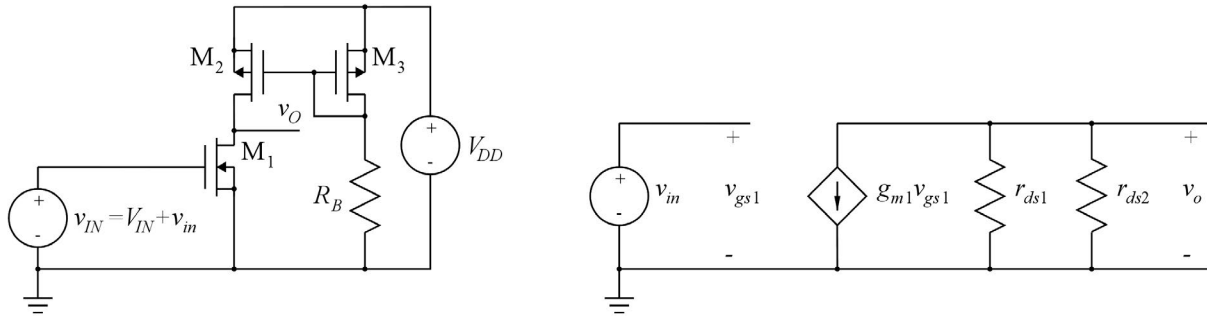 M2
M3
vO
+
-
VDD
M1
+
-
vIN = VIN + vin
RB
+
-
vin
+
vgs1
-
gm1vgs1
rds1
rds2
+
vo
-